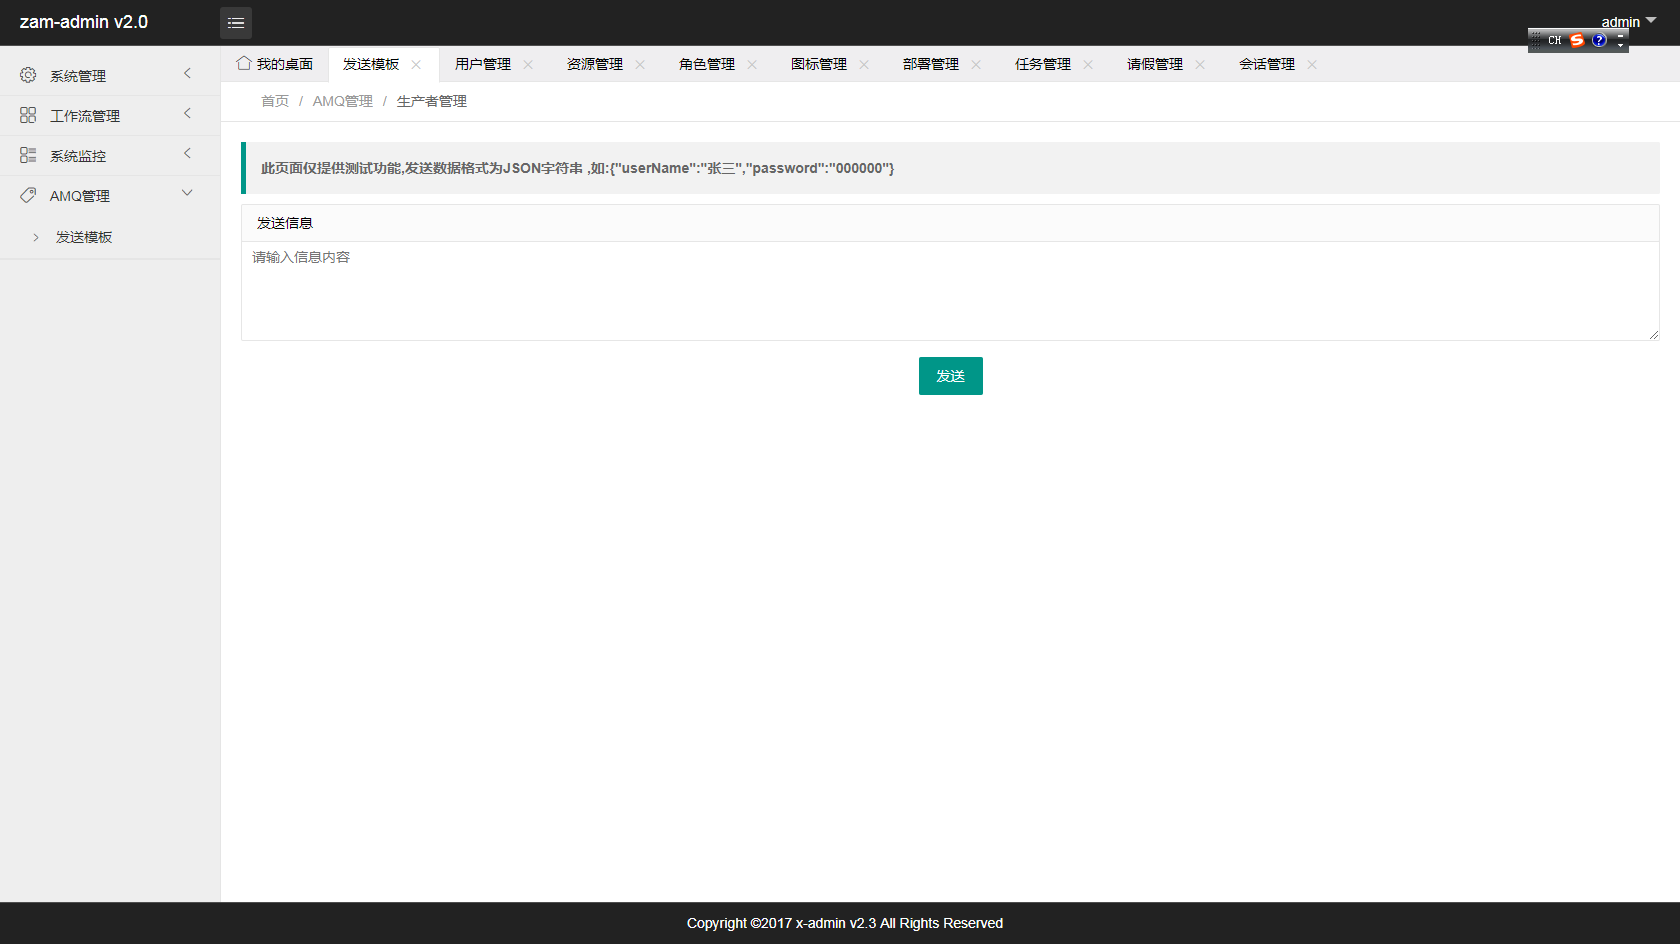 zam-admin v2.0
admin
CH
我的桌面
发送模板
用户管理
资源管理
角色管理
图标管理
部署管理
任务管理
请假管理
会话管理
系统管理
工作流管理
系统监控
AMQ管理
发送模板
首页 / AMQ管理 / 生产者管理
此页面仅提供测试功能,发送数据格式为JSON字符串 ,如:{"userName":"张三","password":"000000"}
发送信息
请输入信息内容
发送
Copyright ©2017 x-admin v2.3 All Rights Reserved